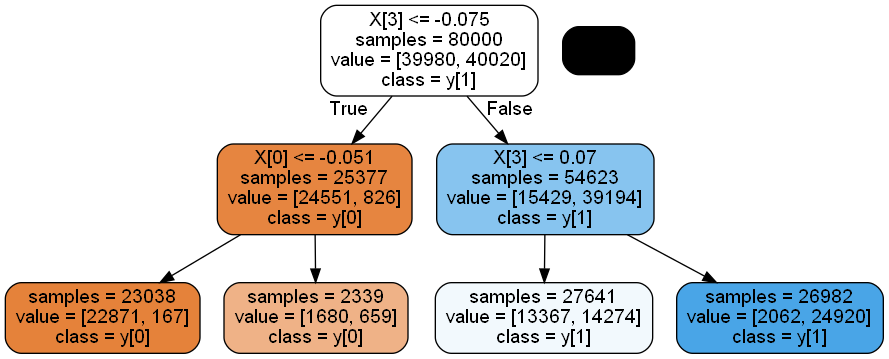 X[3] <= -0.075
samples = 80000
value = [39980, 40020]
class = y[1]
True
False
X[0] <= -0.051
samples = 25377
value = [24551, 826]
class = y[0]
X[3] <= 0.07
samples = 54623
value = [15429, 39194]
class = y[1]
samples = 23038
value = [22871, 167]
class = y[0]
samples = 2339
value = [1680, 659]
class = y[0]
samples = 27641
value = [13367, 14274]
class = y[1]
samples = 26982
value = [2062, 24920]
class = y[1]